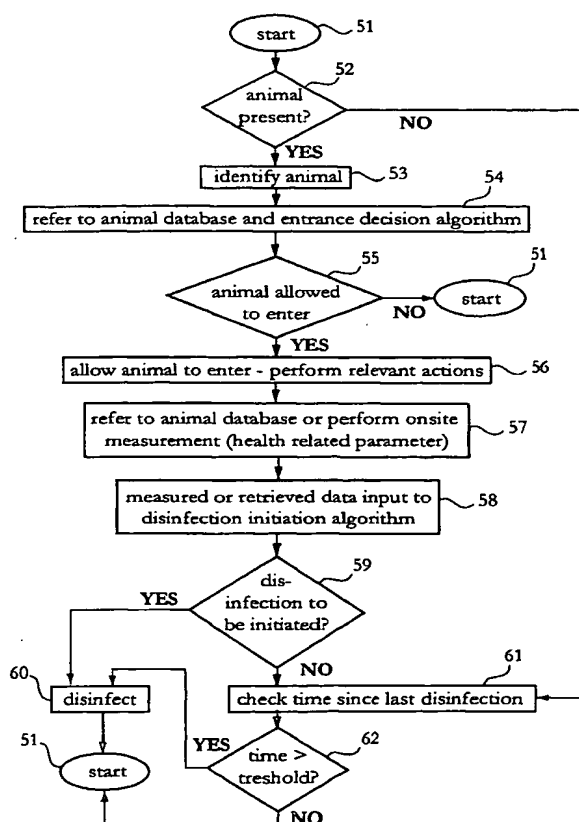 start
51
52
animal
present?
NO
YES
identify animal
53
54
refer to animal database and entrance decision algorithm
55
51
animal allowed
to enter
NO
start
YES
allow animal to enter - perform relevant actions
56
refer to animal database or perform onsite
measurement (health related parameter)
57
measured or retrieved data input to
disinfection initiation algorithm
58
59
dis-
infection to
be initiated?
YES
NO
61
60
disinfect
check time since last disinfection
51
start
YES
62
time >
treshold?
NO